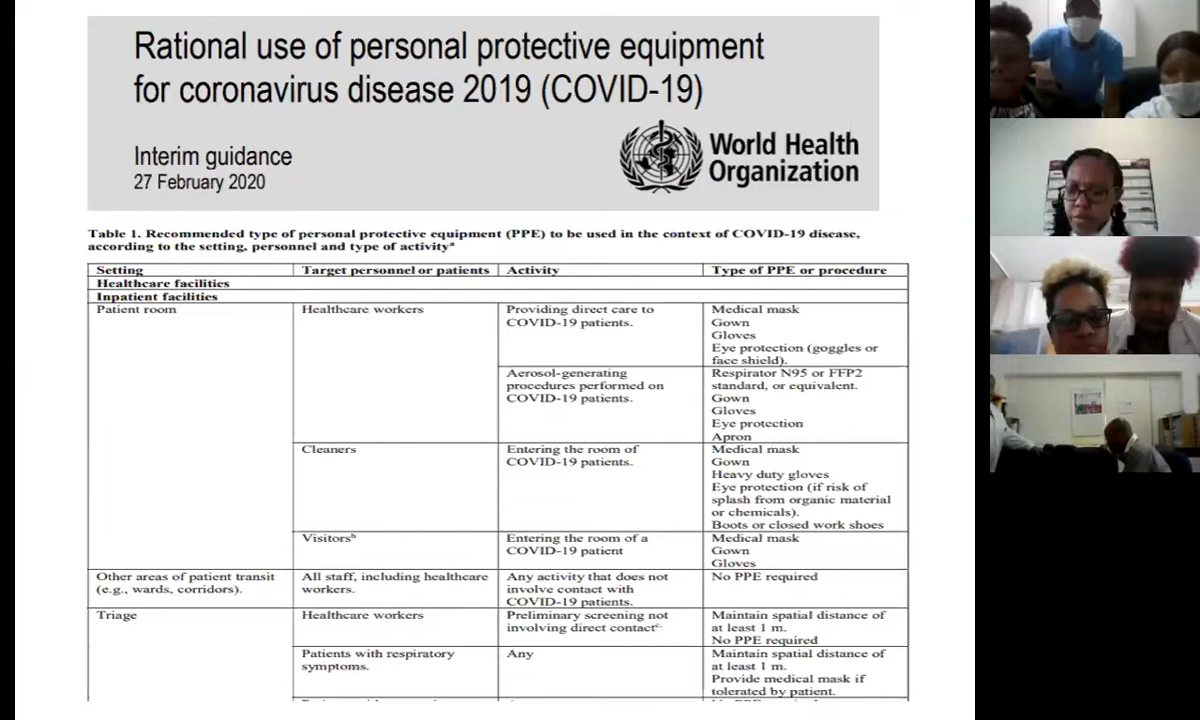 Rational use of personal protective equipment
for coronavirus disease 2019 (COVID-19)
Interim guidance
27 February 2020
World Health
Organization
Table 1. Recommended type of personal protective equipment (PPE) to be used in the context of COVID-19 disease,
according to the setting, personnel and type of activityᵃ
Setting Target personnel or patients Activity Type of PPE or procedure
Healthcare facilities
Inpatient facilities
Patient room Healthcare workers Providing direct care to Medical mask
COVID-19 patients. Gown
Gloves
Eye protection (goggles or
face shield).
Aerosol-generating Respirator N95 or FFP2
procedures performed on standard, or equivalent.
COVID-19 patients. Gown
Gloves
Eye protection
Apron
Cleaners Entering the room of Medical mask
COVID-19 patients. Gown
Heavy duty gloves
Eye protection (if risk of
splash from organic material
or chemicals).
Boots or closed work shoes
Visitorsᵇ Entering the room of a Medical mask
COVID-19 patient Gown
Gloves
Other areas of patient transit All staff, including healthcare Any activity that does not No PPE required
(e.g., wards, corridors). workers. involve contact with
COVID-19 patients.
Triage Healthcare workers Preliminary screening not Maintain spatial distance of
involving direct contactᶜ. at least 1 m.
No PPE required
Patients with respiratory Any Maintain spatial distance of
symptoms. at least 1 m.
Provide medical mask if
tolerated by patient.